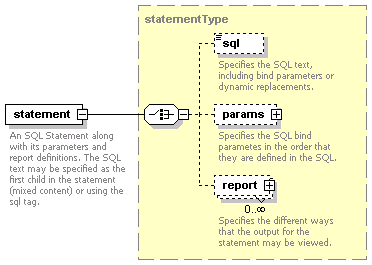 statementType
sql
Specifies the SQL text,
including bind parameters or
dynamic replacements.
statement
An SQL Statement along
with its parameters and
report definitions. The SQL
text may be specified as the
first child in the statement
(mixed content) or using the
sql tag.
params
Specifies the SQL bind
parametes in the order that
they are defined in the SQL.
report
0..∞
Specifies the different ways
that the output for the
statement may be viewed.